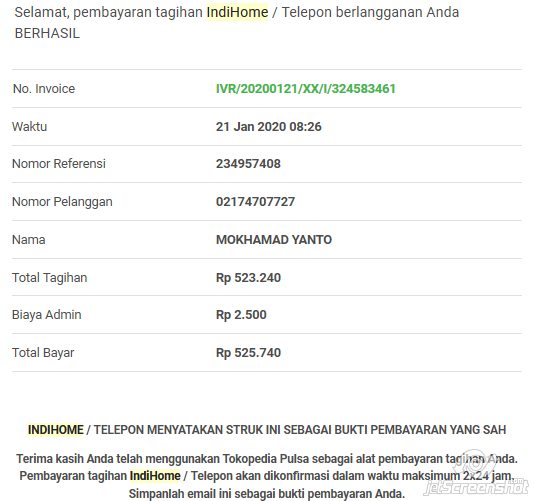 Selamat, pembayaran tagihan IndiHome / Telepon berlangganan Anda
BERHASIL
No. Invoice IVR/20200121/XX/I/324583461
Waktu 21 Jan 2020 08:26
Nomor Referensi 234957408
Nomor Pelanggan 02174707727
Nama MOKHAMAD YANTO
Total Tagihan Rp 523.240
Biaya Admin Rp 2.500
Total Bayar Rp 525.740
INDIHOME / TELEPON MENYATAKAN STRUK INI SEBAGAI BUKTI PEMBAYARAN YANG SAH
Terima kasih Anda telah menggunakan Tokopedia Pulsa sebagai alat pembayaran tagihan Anda.
Pembayaran tagihan IndiHome / Telepon akan dikonfirmasi dalam waktu maksimum 2x24 jam.
Simpanlah email ini sebagai bukti pembayaran Anda.
jetscreenshot